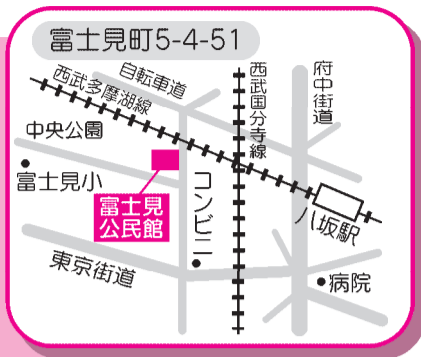 富士見町5-4-51
自転車道
西武多摩湖線
西武国分寺線
府中街道
中央公園
富士見小
富士見
公民館
コンビニ
八坂駅
東京街道
病院